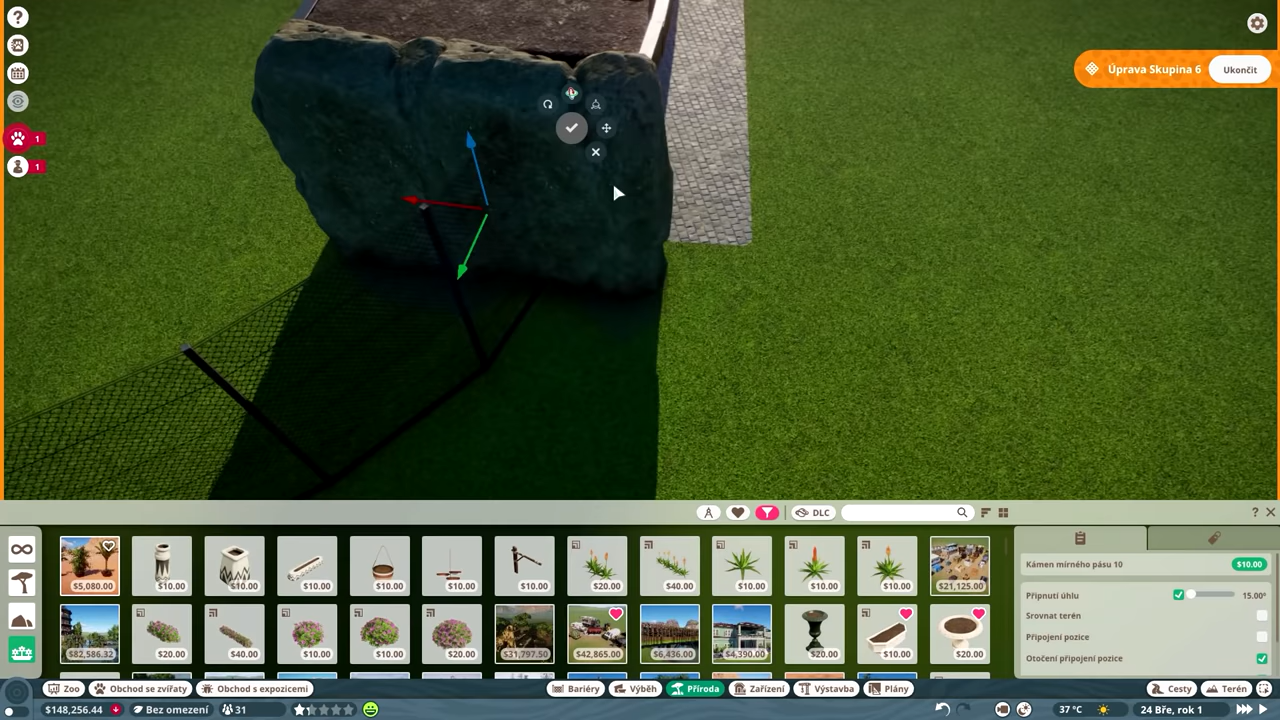 ?
1
1
Úprava Skupina 6
Ukončit
DLC
?
$5,080.00
$10.00
$10.00
$10.00
$10.00
$10.00
$10.00
$20.00
$40.00
$10.00
$10.00
$10.00
$21,125.00
$82,586.32
$20.00
$40.00
$10.00
$10.00
$20.00
$31,797.50
$42,865.00
$6,436.00
$4,390.00
$20.00
$10.00
$20.00
Kámen mírného pásu 10
$10.00
Připnutí úhlu
15.00°
Srovnat terén
Připojení pozice
Otočení připojení pozice
Zoo
Obchod se zvířaty
Obchod s expozicemi
Bariéry
Výběh
Příroda
Zařízení
Výstavba
Plány
Cesty
Terén
$148,256.44
Bez omezení
31
37 °C
24 Bře, rok 1